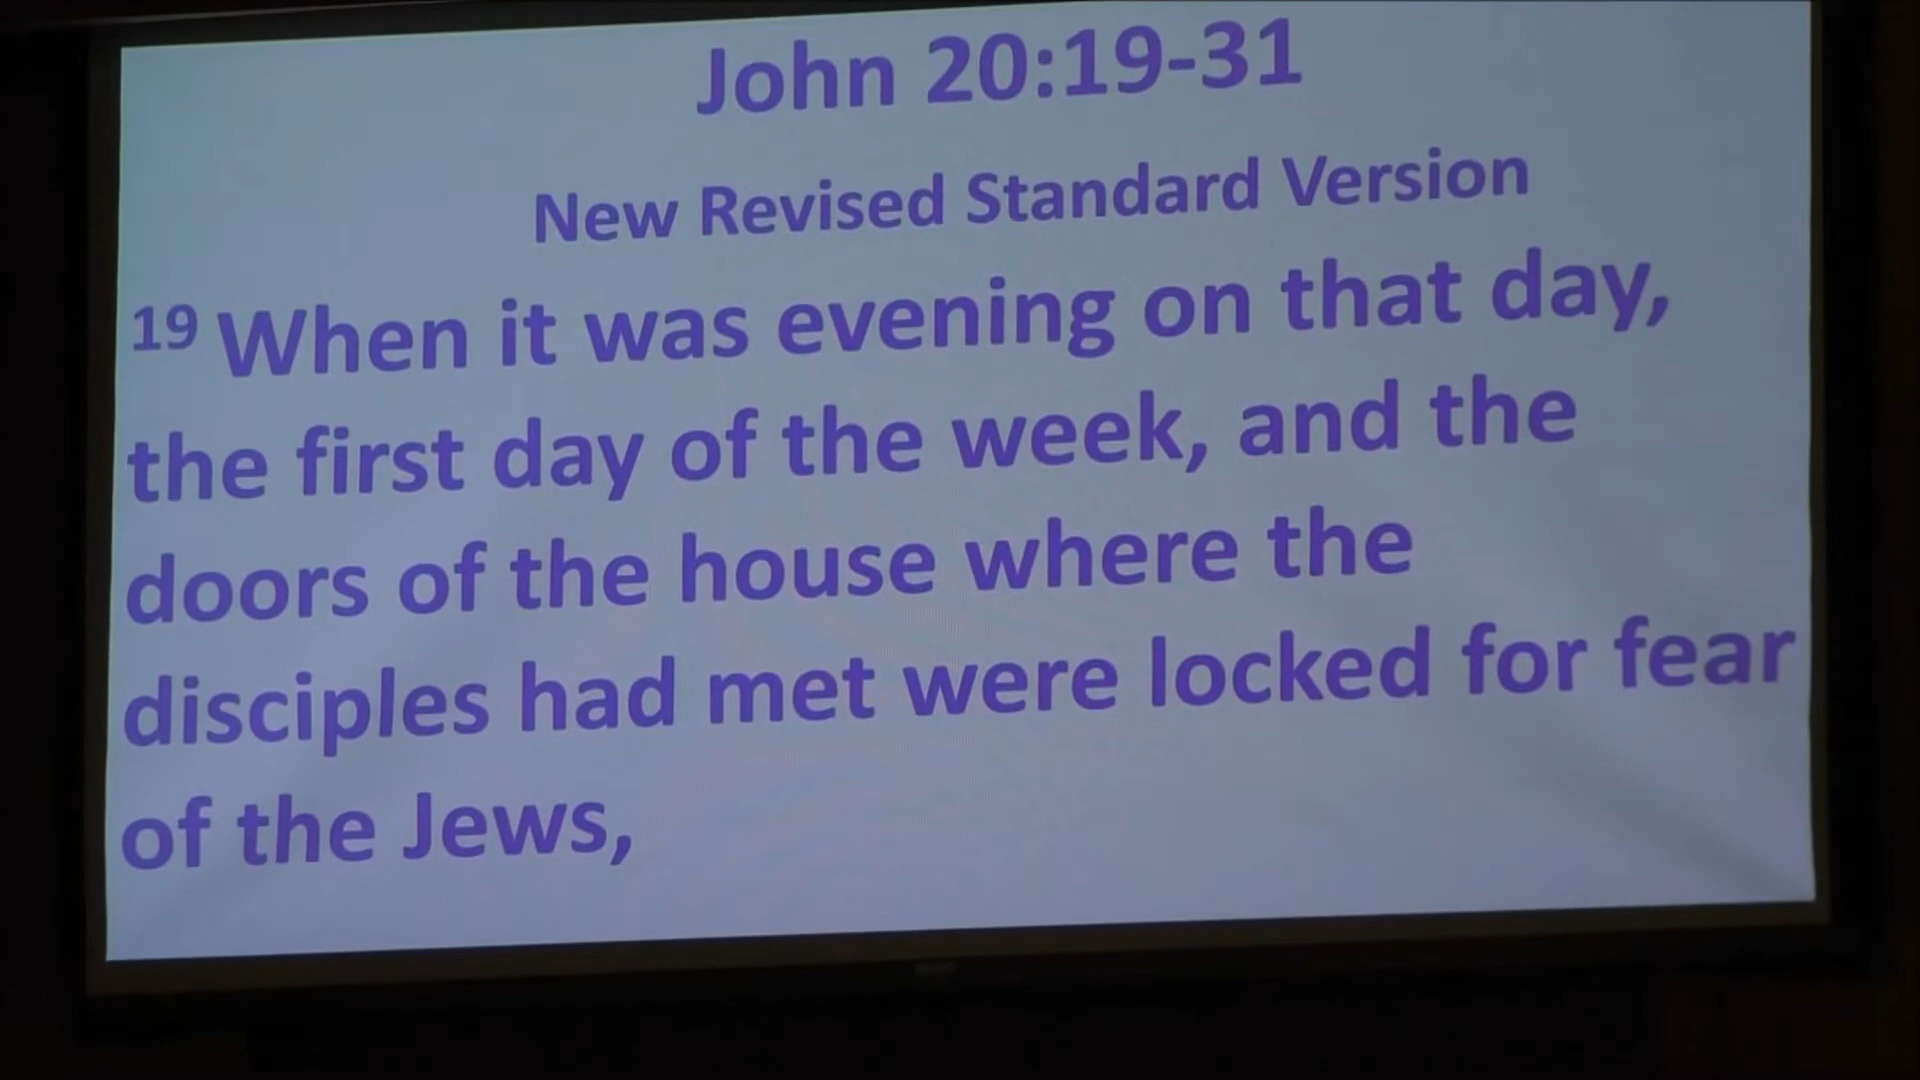 John 20:19-31
New Revised Standard Version
19 When it was evening on that day,
the first day of the week, and the
doors of the house where the
disciples had met were locked for fear
of the Jews,